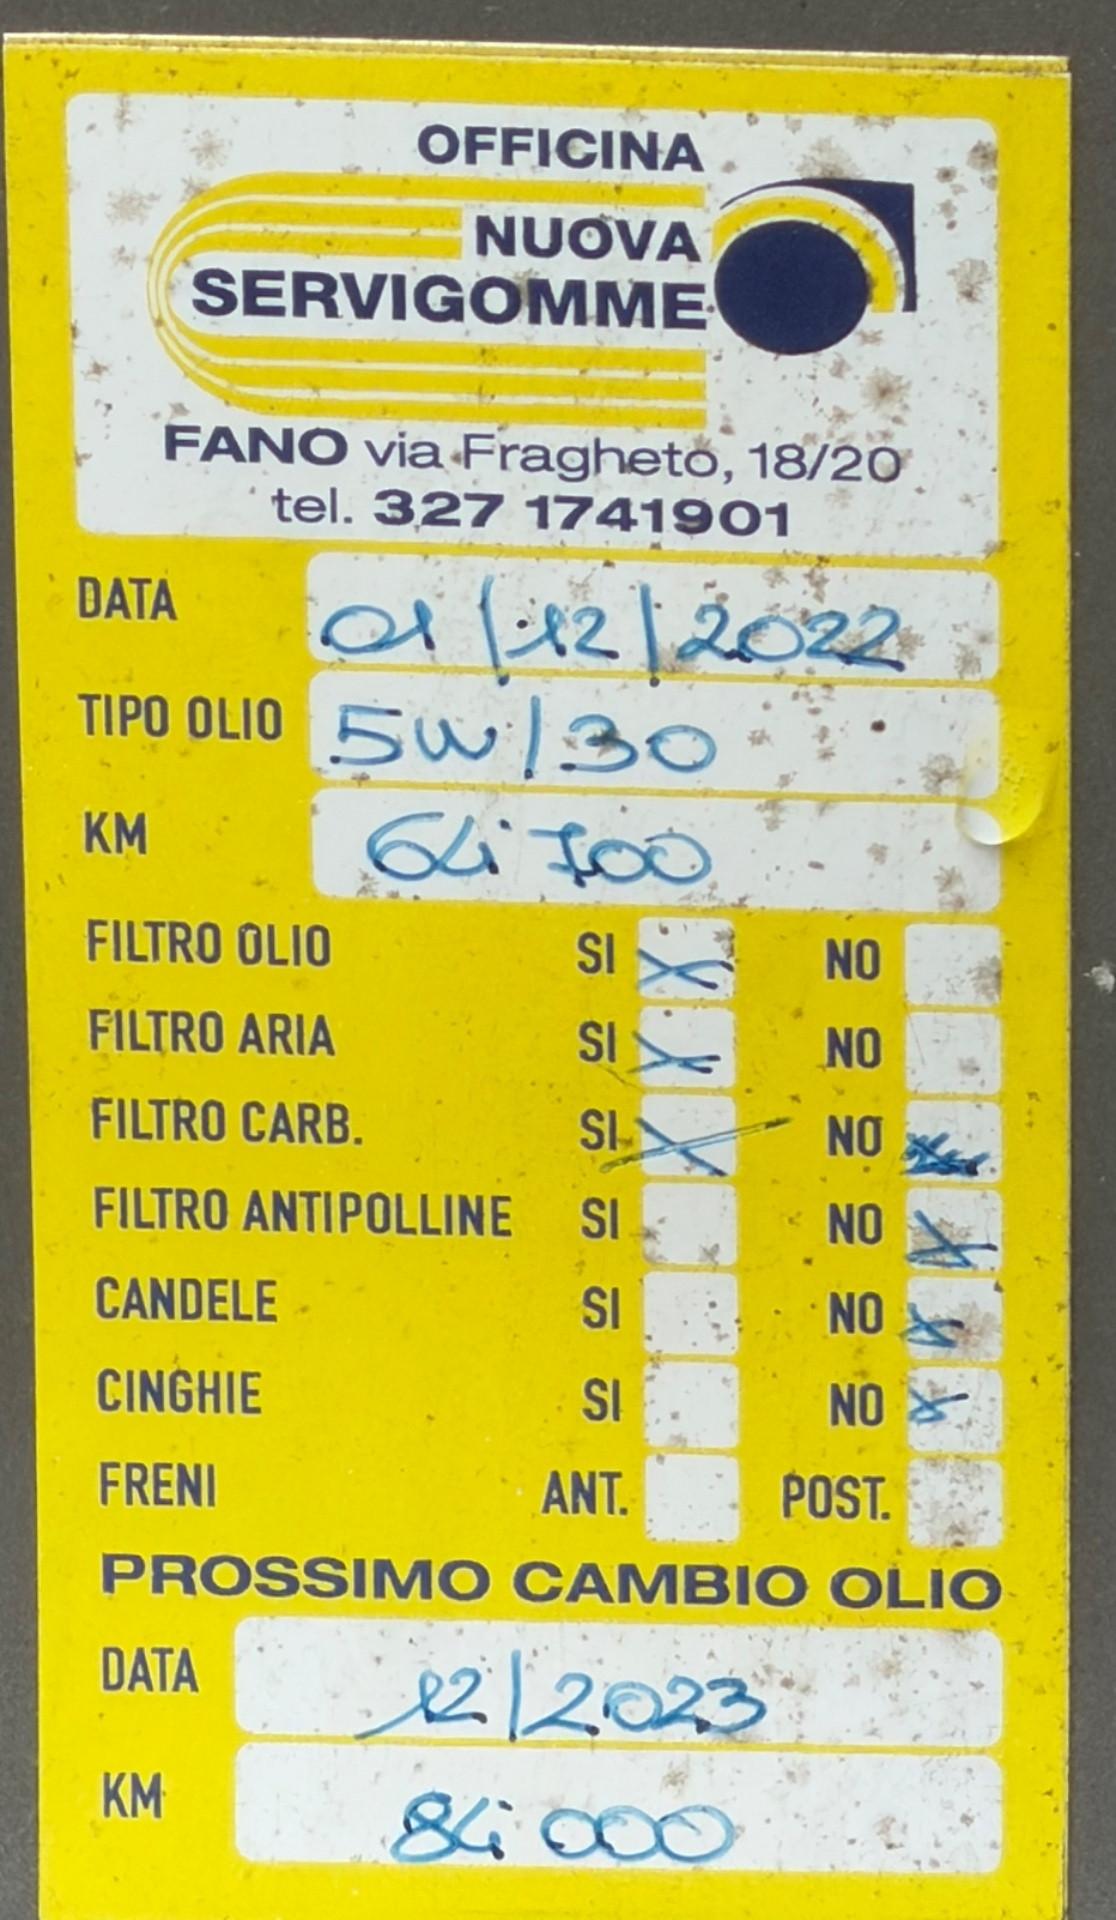 OFFICINA
NUOVA
SERVIGOMME
FANO via Fragheto, 18/20
tel. 327 1741901
DATA 01/12/2022
TIPO OLIO 5W/30
KM 64 700
FILTRO OLIO SI X NO
FILTRO ARIA SI X NO
FILTRO CARB. SI X NO
FILTRO ANTIPOLLINE SI NO X
CANDELE SI NO X
CINGHIE SI NO X
FRENI ANT. POST.
PROSSIMO CAMBIO OLIO
DATA 12/2023
KM 84 000